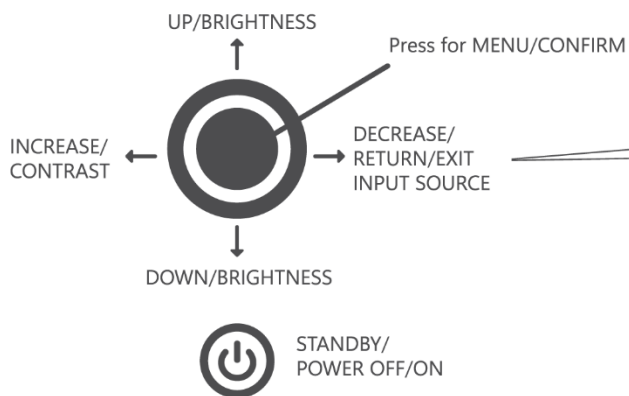 UP/BRIGHTNESS
Press for MENU/CONFIRM
INCREASE/
CONTRAST
DECREASE/
RETURN/EXIT
INPUT SOURCE
DOWN/BRIGHTNESS
STANDBY/
POWER OFF/ON